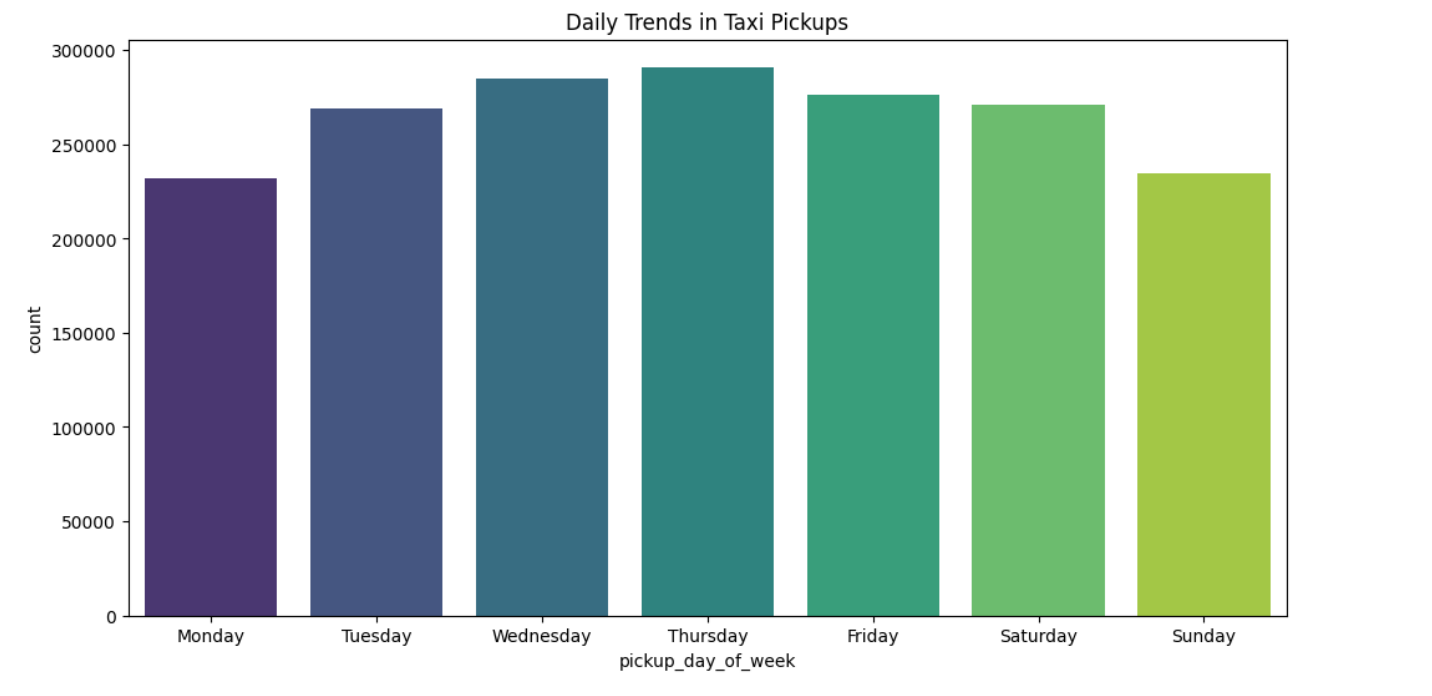 Daily Trends in Taxi Pickups
300000
250000
200000
150000
100000
50000
0
count
Monday Tuesday Wednesday Thursday Friday Saturday Sunday
pickup_day_of_week